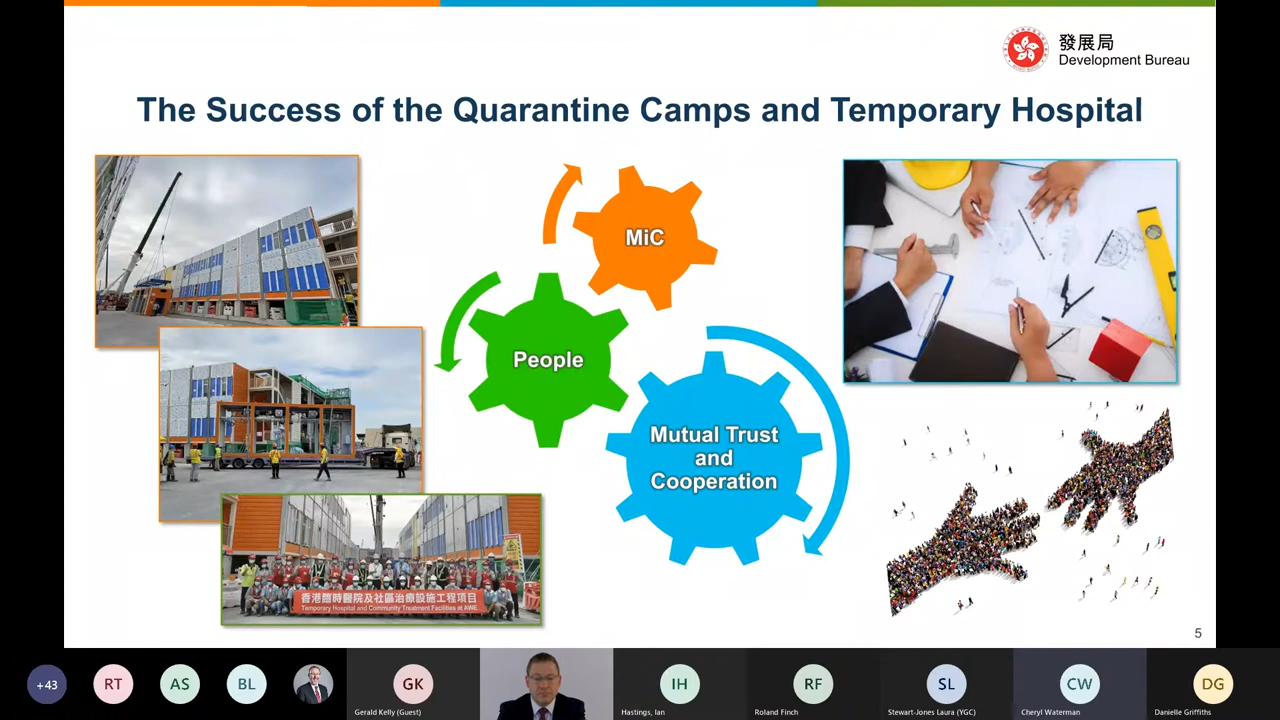 發展局
Development Bureau
The Success of the Quarantine Camps and Temporary Hospital
MiC
People
Mutual Trust
and
Cooperation
香港臨時醫院及社區治療設施工程項目
Temporary Hospital and Community Treatment Facilities at AWE
5
+43
RT
AS
BL
GK
IH
RF
SL
CW
DG
Gerald Kelly (Guest)
Hastings, Ian
Roland Finch
Stewart-Jones Laura (YGC)
Cheryl Waterman
Danielle Griffiths